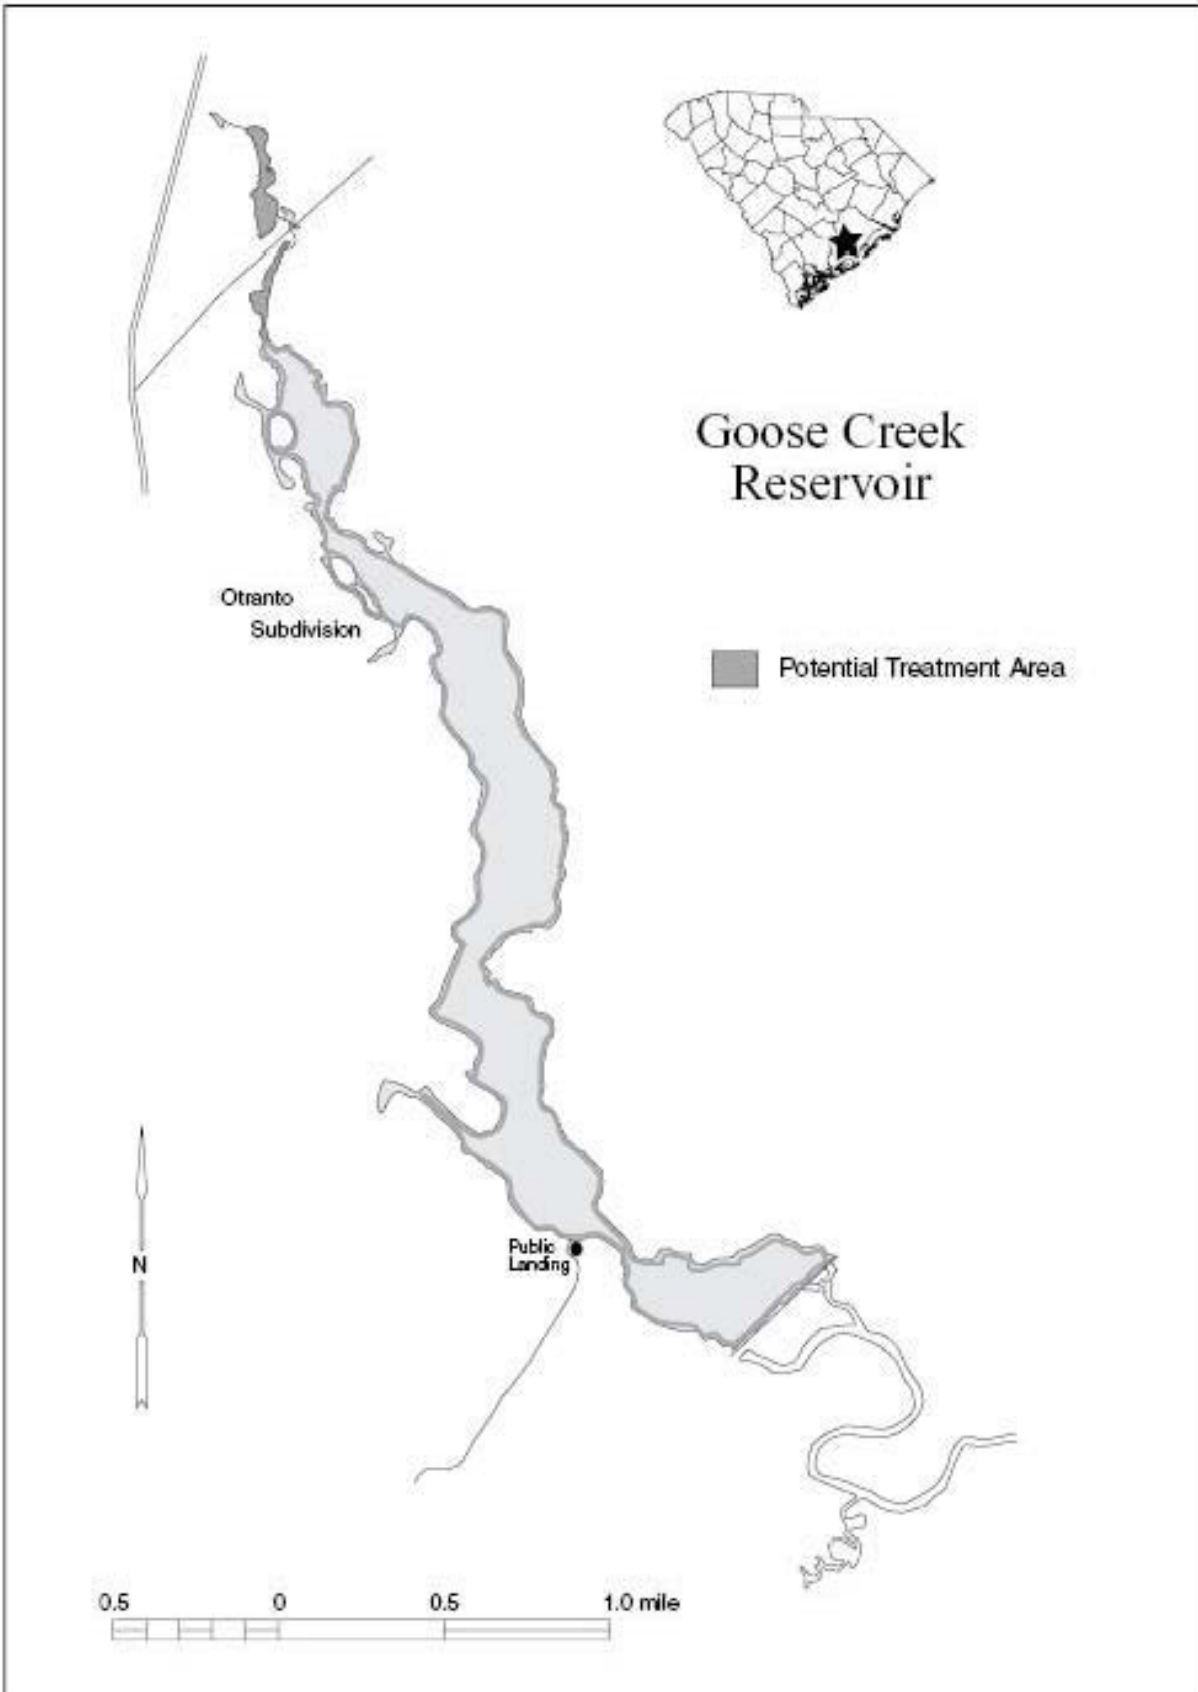 Goose Creek
Reservoir
Otranto
Subdivision
Potential Treatment Area
Public
Landing
N
0.5 0 0.5 1.0 mile